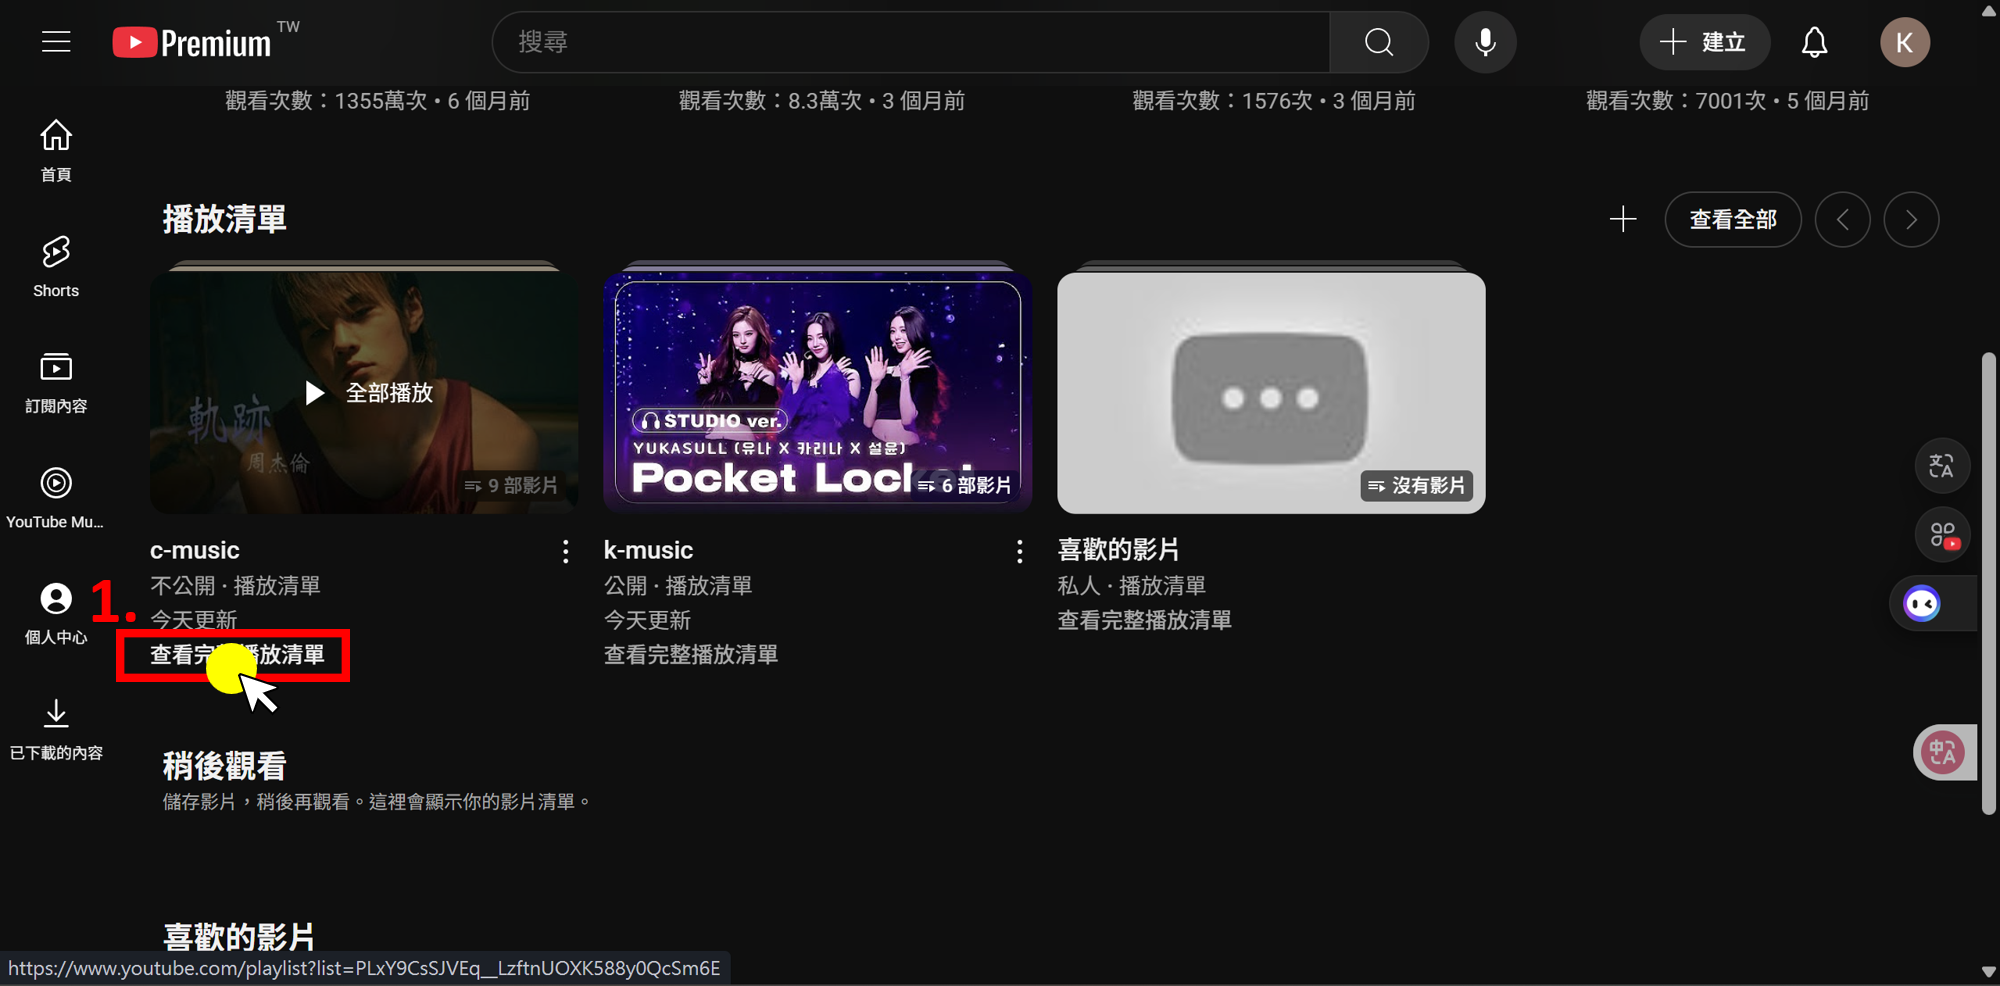 Premium TW
搜尋
建立
K
觀看次數：1355萬次 • 6 個月前
觀看次數：8.3萬次 • 3 個月前
觀看次數：1576次 • 3 個月前
觀看次數：7001次 • 5 個月前
首頁
Shorts
訂閱內容
YouTube Mu...
個人中心
已下載的內容
播放清單
查看全部
軌跡
周杰倫
全部播放
9 部影片
STUDIO ver.
YUKASULL (유나 X 카리나 X 설윤)
Pocket
6 部影片
沒有影片
c-music
不公開 · 播放清單
今天更新
1.
播放清單
k-music
公開 · 播放清單
今天更新
查看完整播放清單
喜歡的影片
私人 · 播放清單
查看完整播放清單
稍後觀看
儲存影片，稍後再觀看。這裡會顯示你的影片清單。
喜歡的影片
https://www.youtube.com/playlist?list=PLxY9CsSJVEq__LzftnUOXK588y0QcSm6E
文A
中A